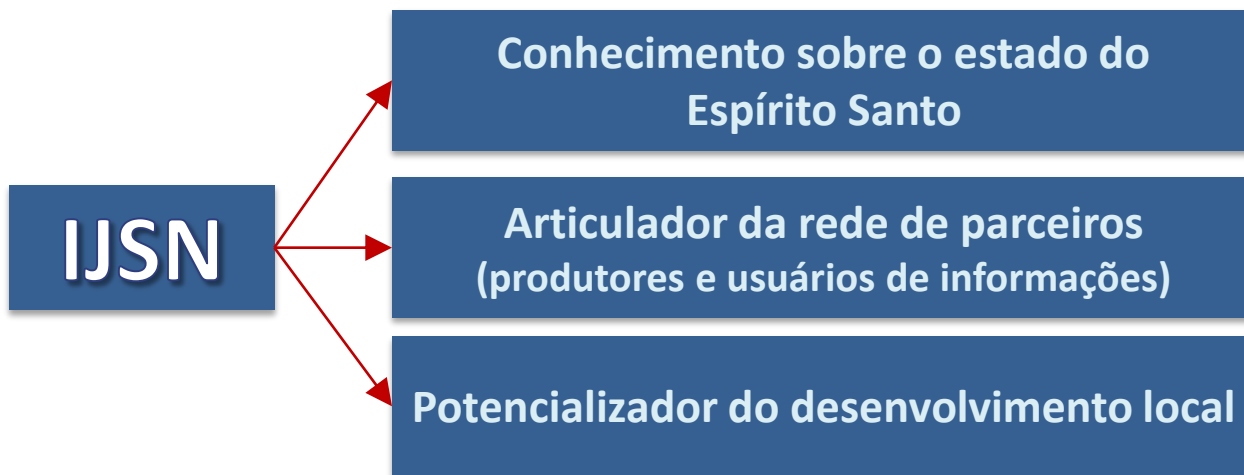 IJSN
Conhecimento sobre o estado do
Espírito Santo
Articulador da rede de parceiros
(produtores e usuários de informações)
Potencializador do desenvolvimento local